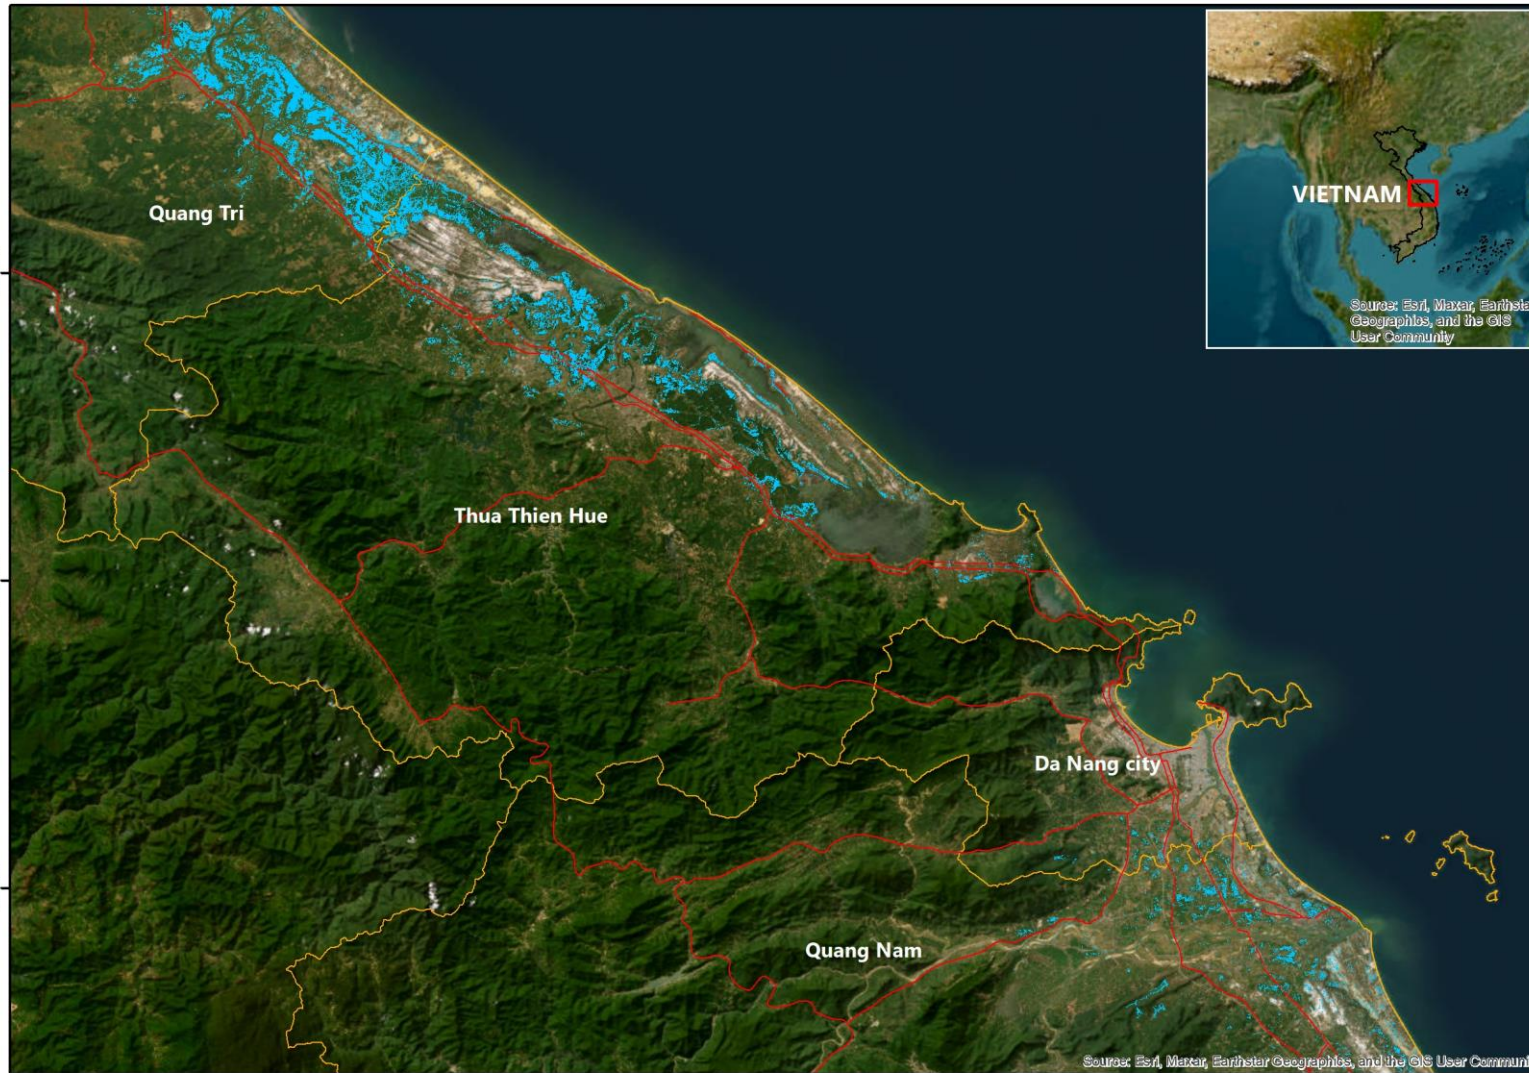 VIETNAM
Source: Esri, Maxar, Earthsta
Geographics, and the GIS
User Community
Quang Tri
Thua Thien Hue
Da Nang city
Quang Nam
Source: Esri, Maxar, Earthstar Geographics, and the GIS User Communi